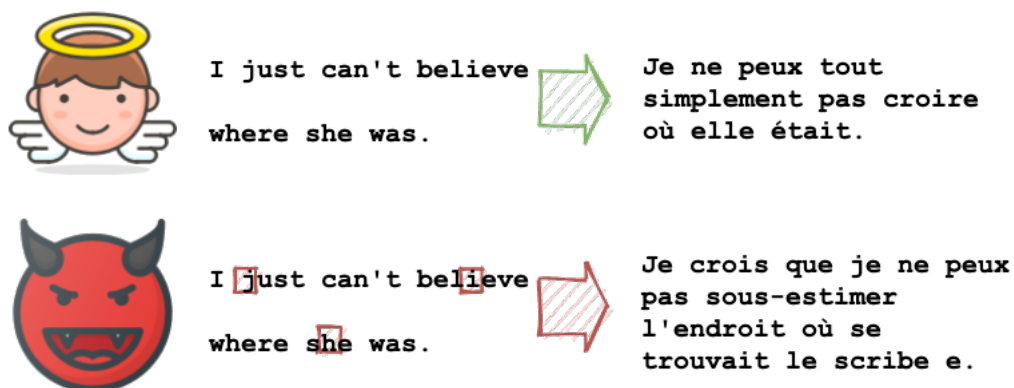 I just can't believe
where she was.
Je ne peux tout
simplement pas croire
où elle était.
I just can't believe
where she was.
Je crois que je ne peux
pas sous-estimer
l'endroit où se
trouvait le scribe e.